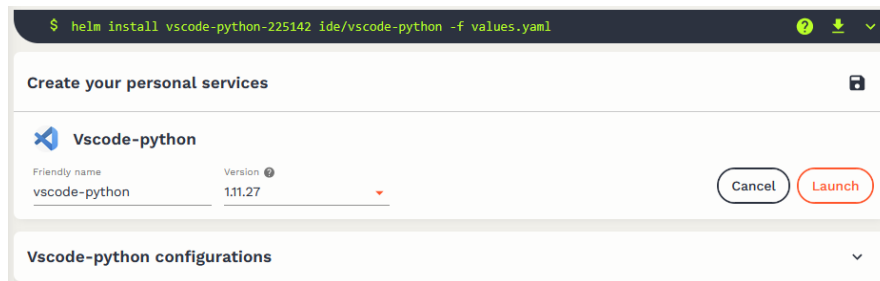 $ helm install vscode-python-225142 ide/vscode-python -f values.yaml
Create your personal services
Vscode-python
Friendly name
Version
vscode-python
1.11.27
Cancel
Launch
Vscode-python configurations